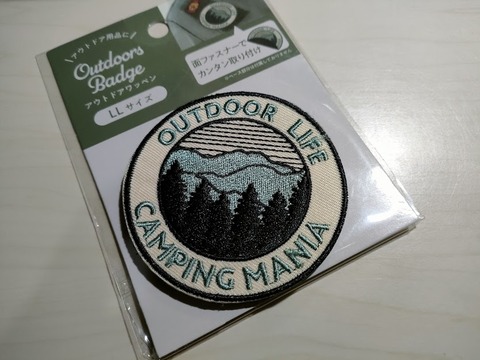 アウトドア用品に
Outdoors
Badge
アウトドアワッペン
LLサイズ
面ファスナーで
カンタン取り付け
OUTDOOR LIFE
CAMPING MANIA